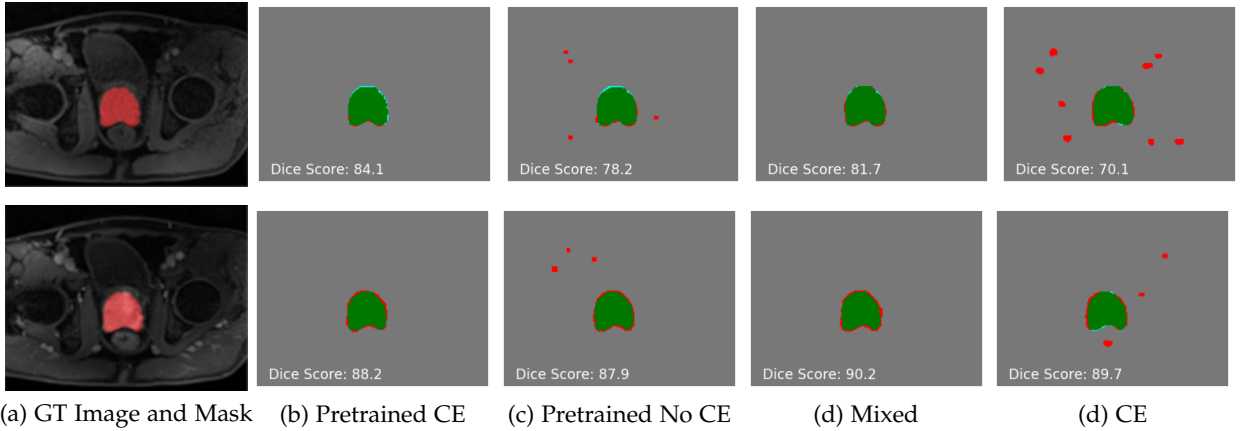 Dice Score: 84.1
Dice Score: 78.2
Dice Score: 81.7
Dice Score: 70.1
Dice Score: 88.2
Dice Score: 87.9
Dice Score: 90.2
Dice Score: 89.7
(a) GT Image and Mask
(b) Pretrained CE
(c) Pretrained No CE
(d) Mixed
(d) CE